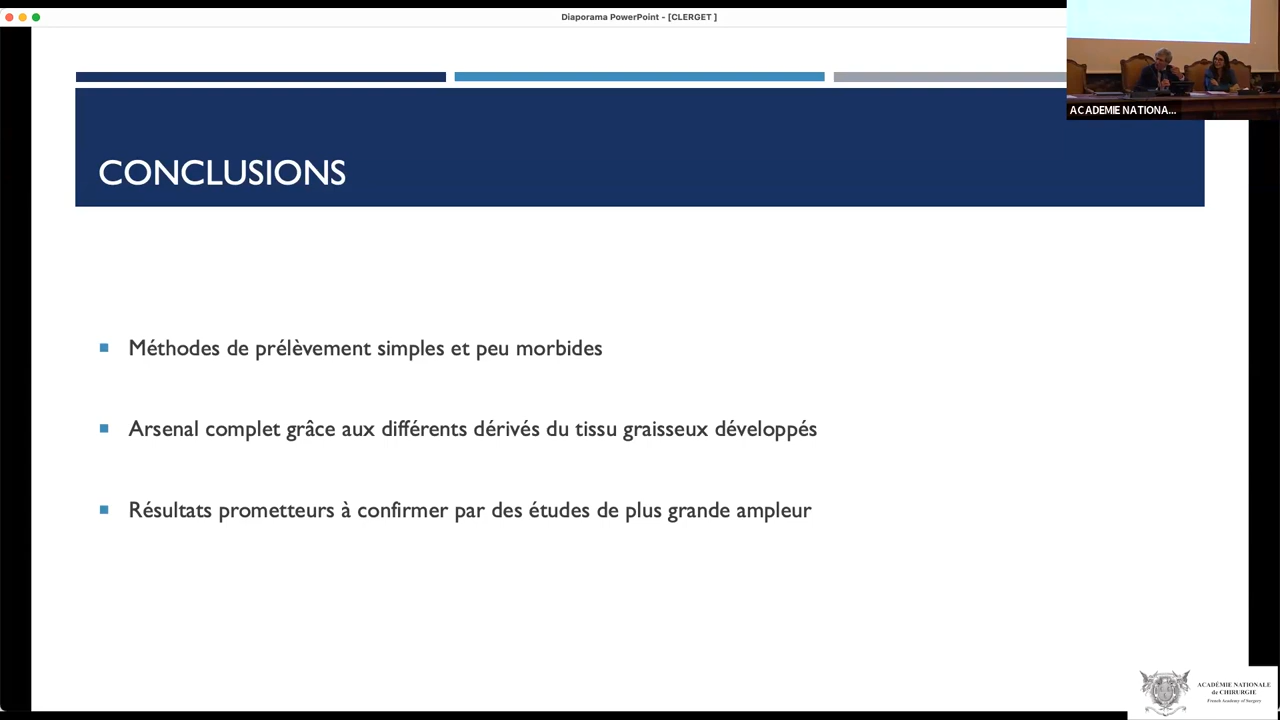 Diaporama PowerPoint - [CLERGET ]
ACADEMIE NATIONA...
CONCLUSIONS
Méthodes de prélèvement simples et peu morbides
Arsenal complet grâce aux différents dérivés du tissu graisseux développés
Résultats prometteurs à confirmer par des études de plus grande ampleur
ACADÉMIE NATIONALE
de CHIRURGIE
French Academy of Surgery